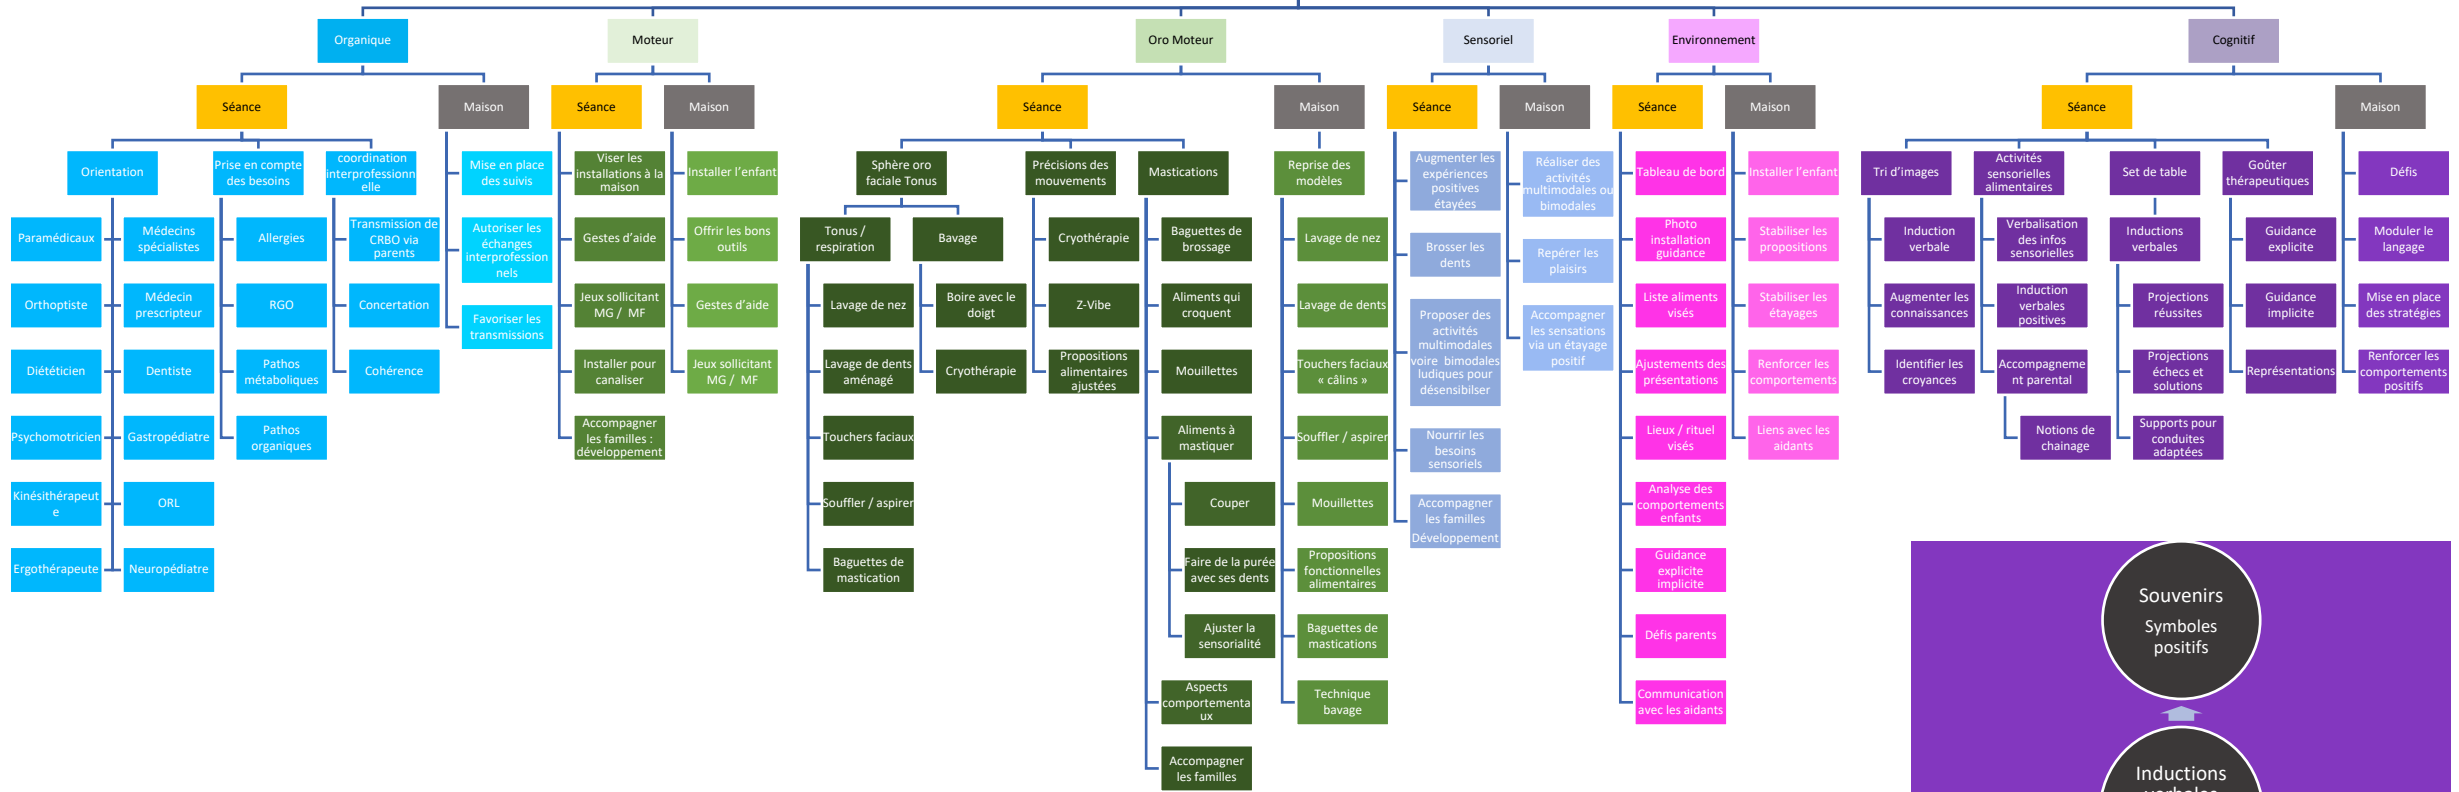 Organique
Moteur
Oro Moteur
Sensoriel
Environnement
Cognitif
Séance
Maison
Séance
Maison
Séance
Maison
Séance
Maison
Séance
Maison
Séance
Maison
Orientation
Paramédicaux
Médecins
spécialistes
Orthoptiste
Médecin
prescripteur
Diététicien
Dentiste
Psychomotricien
Gastropédiatre
Kinésithérapeut
e
ORL
Ergothérapeute
Neuropédiatre
Prise en compte
des besoins
Allergies
RGO
Pathos
métaboliques
Pathos
organiques
coordination
interprofessionn
elle
Transmission de
CRBO via
parents
Concertation
Cohérence
Mise en place
des suivis
Autoriser les
échanges
interprofession
nels
Favoriser les
transmissions
Viser les
installations à la
maison
Gestes d’aide
Jeux sollicitant
MG / MF
Installer pour
canaliser
Accompagner
les familles :
développement
Installer l’enfant
Offrir les bons
outils
Gestes d’aide
Jeux sollicitant
MG / MF
Sphère oro
faciale Tonus
Tonus /
respiration
Lavage de nez
Lavage de dents
aménagé
Touchers faciaux
Souffler / aspirer
Baguettes de
mastication
Bavage
Boire avec le
doigt
Cryothérapie
Précisions des
mouvements
Cryothérapie
Z-Vibe
Propositions
alimentaires
ajustées
Mastications
Baguettes de
brossage
Aliments qui
croquent
Mouillettes
Aliments à
mastiquer
Couper
Faire de la purée
avec ses dents
Ajuster la
sensorialité
Aspects
comportementa
ux
Accompagner
les familles
Reprise des
modèles
Lavage de nez
Lavage de dents
Touchers faciaux
« câlins »
Souffler / aspirer
Mouillettes
Propositions
fonctionnelles
alimentaires
Baguettes de
mastications
Technique
bavage
Augmenter les
expériences
positives
étayées
Brosser les
dents
Proposer des
activités
multimodales
voire bimodales
ludiques pour
désensibilser
Nourrir les
besoins
sensoriels
Accompagner
les familles
Développement
Réaliser des
activités
multimodales ou
bimodales
Repérer les
plaisirs
Accompagner
les sensations
via un étayage
positif
Tableau de bord
Photo
installation
guidance
Liste aliments
visés
Ajustements des
présentations
Lieux / rituel
visés
Analyse des
comportements
enfants
Guidance
explicite
implicite
Défis parents
Communication
avec les aidants
Installer l’enfant
Stabiliser les
propositions
Stabiliser les
étayages
Renforcer les
comportements
Liens avec les
aidants
Tri d’images
Induction
verbale
Augmenter les
connaissances
Identifier les
croyances
Activités
sensorielles
alimentaires
Verbalisation
des infos
sensorielles
Induction
verbales
positives
Accompagneme
nt parental
Notions de
chainage
Set de table
Inductions
verbales
Projections
réussites
Projections
échecs et
solutions
Supports pour
conduites
adaptées
Goûter
thérapeutiques
Guidance
explicite
Guidance
implicite
Représentations
Défis
Moduler le
langage
Mise en place
des stratégies
Renforcer les
comportements
positifs
Souvenirs
Symboles
positifs
Inductions
verbales